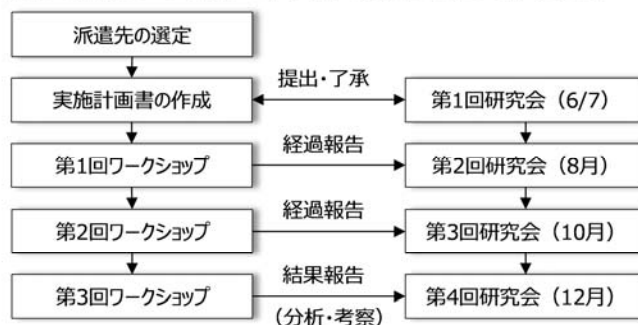 派遣先の選定
提出・了承
実施計画書の作成
第1回研究会（6/7）
経過報告
第1回ワークショップ
第2回研究会（8月）
経過報告
第2回ワークショップ
第3回研究会（10月）
結果報告
第3回ワークショップ
第4回研究会（12月）
（分析・考察）